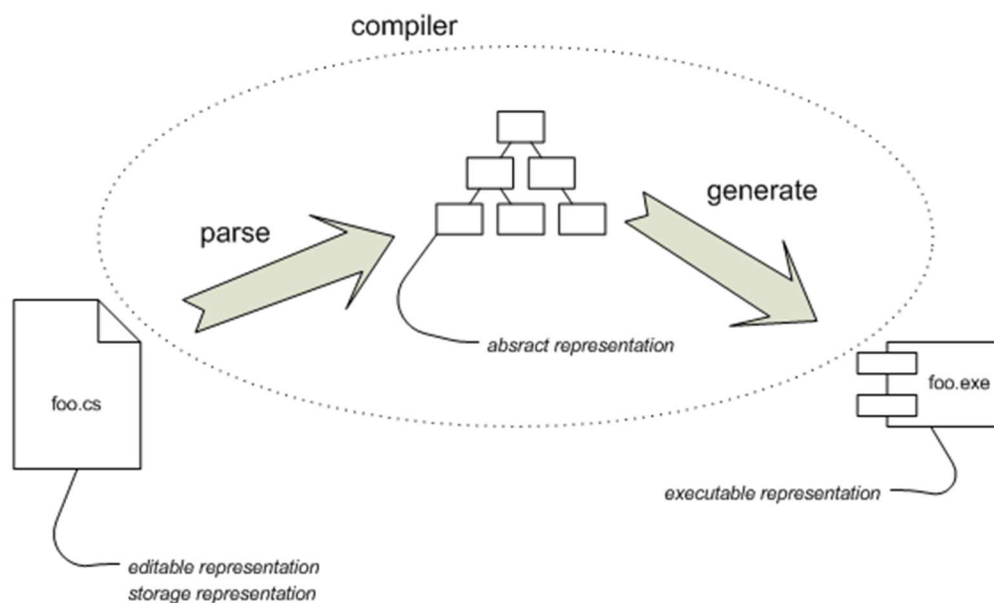 compiler
generate
parse
absract representation
foo.cs
foo.exe
executable representation
editable representation
storage representation